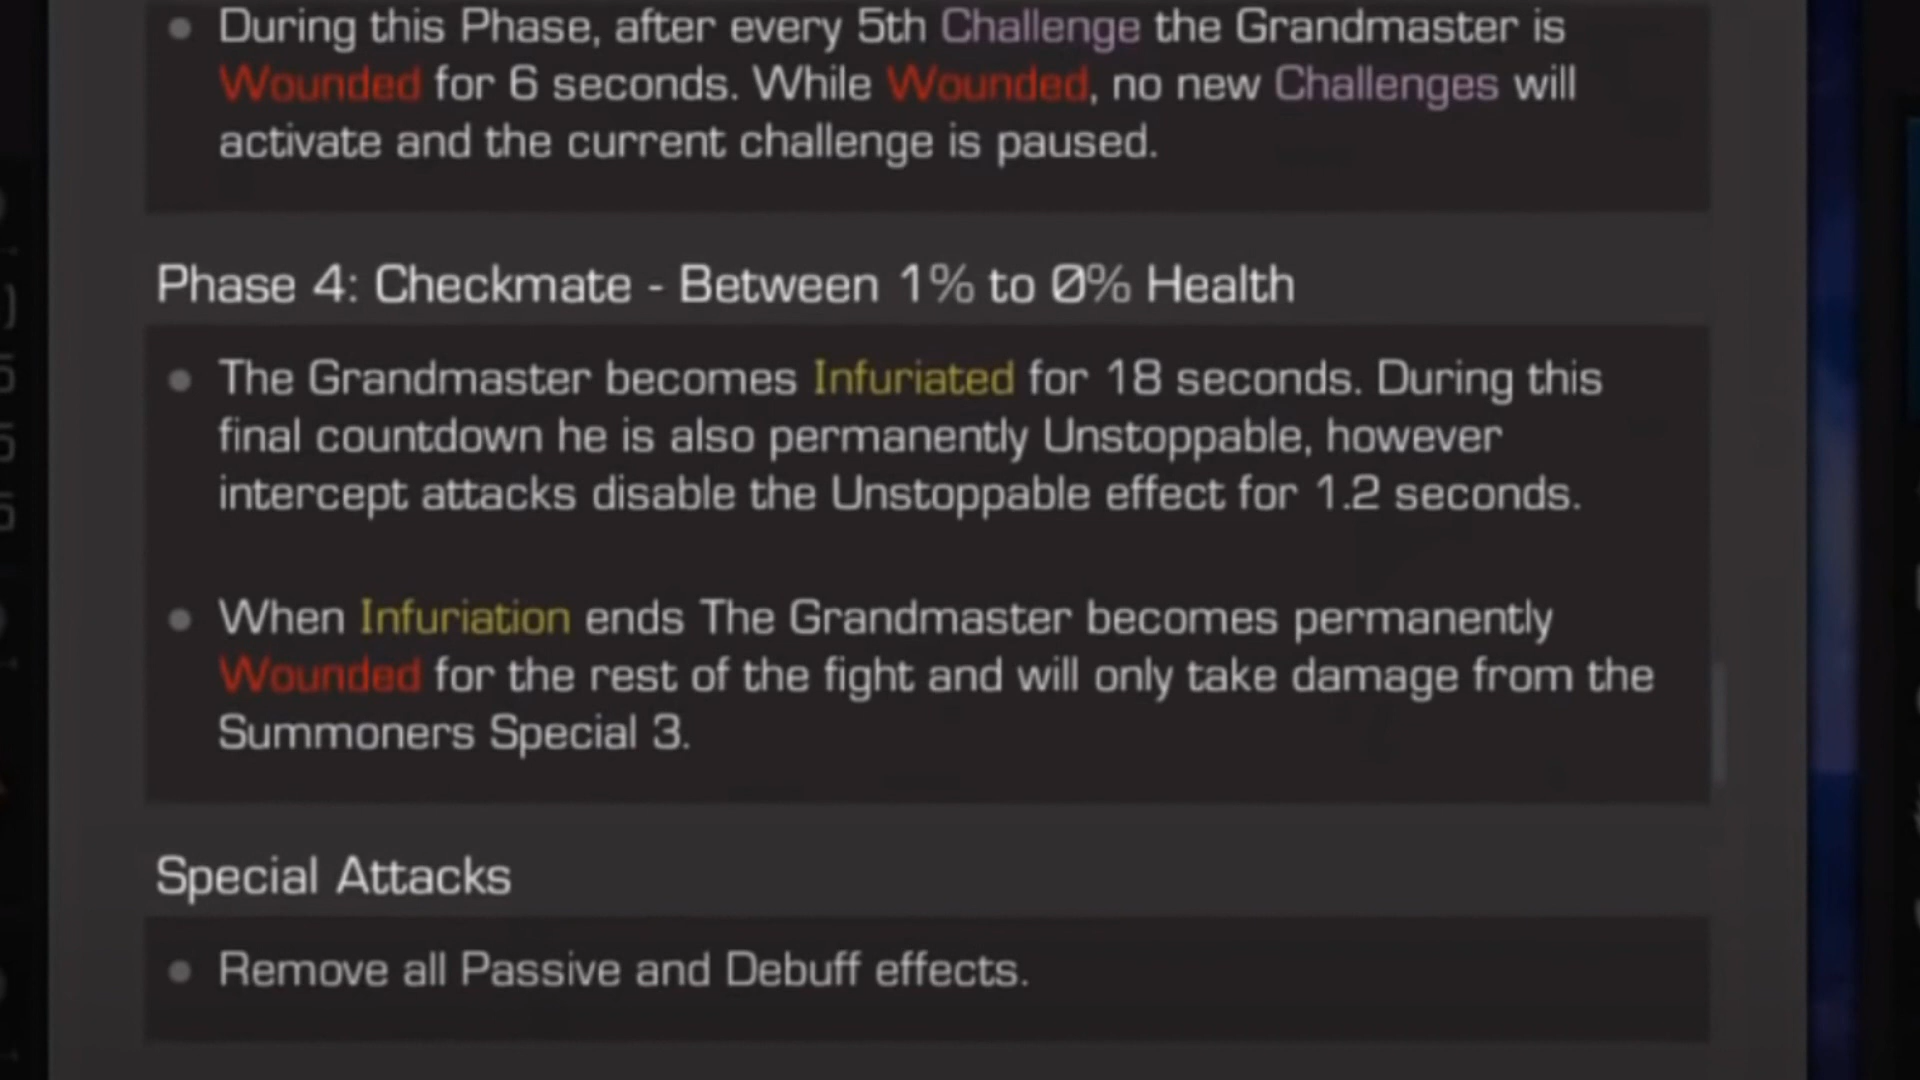 During this Phase, after every 5th Challenge the Grandmaster is
Wounded for 6 seconds. While Wounded, no new Challenges will
activate and the current challenge is paused.
Phase 4: Checkmate - Between 1% to 0% Health
The Grandmaster becomes Infuriated for 18 seconds. During this
final countdown he is also permanently Unstoppable, however
intercept attacks disable the Unstoppable effect for 1.2 seconds.
When Infuriation ends The Grandmaster becomes permanently
Wounded for the rest of the fight and will only take damage from the
Summoners Special 3.
Special Attacks
Remove all Passive and Debuff effects.